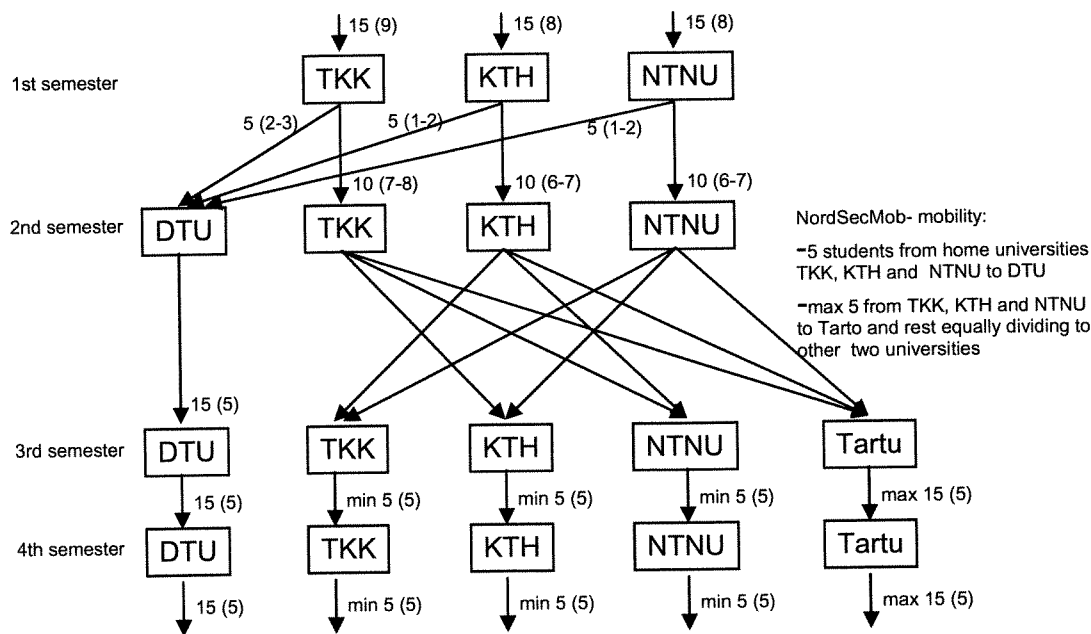 15 (9)
15 (8)
15 (8)
1st semester
TKK
KTH
NTNU
5 (2-3)
5 (1-2)
5 (1-2)
10 (7-8)
10 (6-7)
10 (6-7)
2nd semester
DTU
TKK
KTH
NTNU
NordSecMob- mobility:
-5 students from home universities
TKK, KTH and NTNU to DTU
-max 5 from TKK, KTH and NTNU
to Tarto and rest equally dividing to
other two universities
15 (5)
3rd semester
DTU
TKK
KTH
NTNU
Tartu
15 (5)
min 5 (5)
min 5 (5)
min 5 (5)
max 15 (5)
4th semester
DTU
TKK
KTH
NTNU
Tartu
15 (5)
min 5 (5)
min 5 (5)
min 5 (5)
max 15 (5)